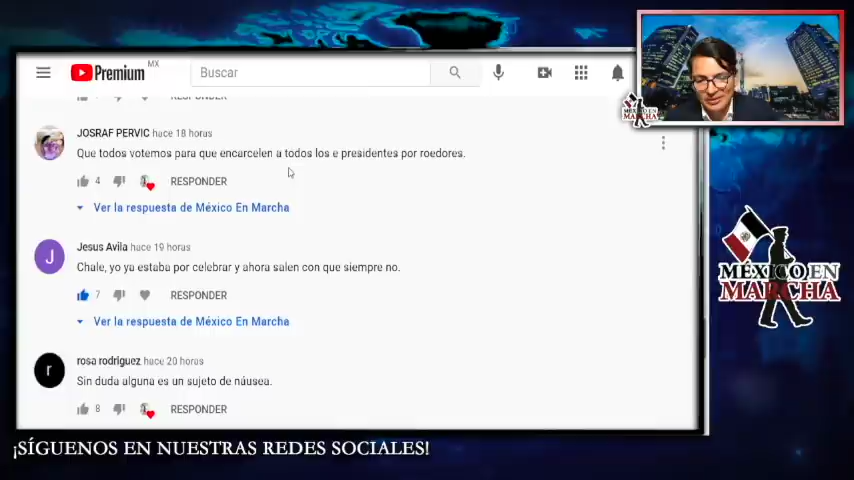 Premium MX
Buscar
RESPONDER
JOSRAF PERVIC hace 18 horas
Que todos votemos para que encarcelen a todos los e presidentes por roedores.
4 RESPONDER
Ver la respuesta de México En Marcha
Jesus Avila hace 19 horas
J
Chale, yo ya estaba por celebrar y ahora salen con que siempre no.
7 RESPONDER
Ver la respuesta de México En Marcha
rosa rodriguez hace 20 horas
r
Sin duda alguna es un sujeto de náusea.
8 RESPONDER
MÉXICO EN
MARCHA
MÉXICO EN
MARCHA
¡SÍGUENOS EN NUESTRAS REDES SOCIALES!